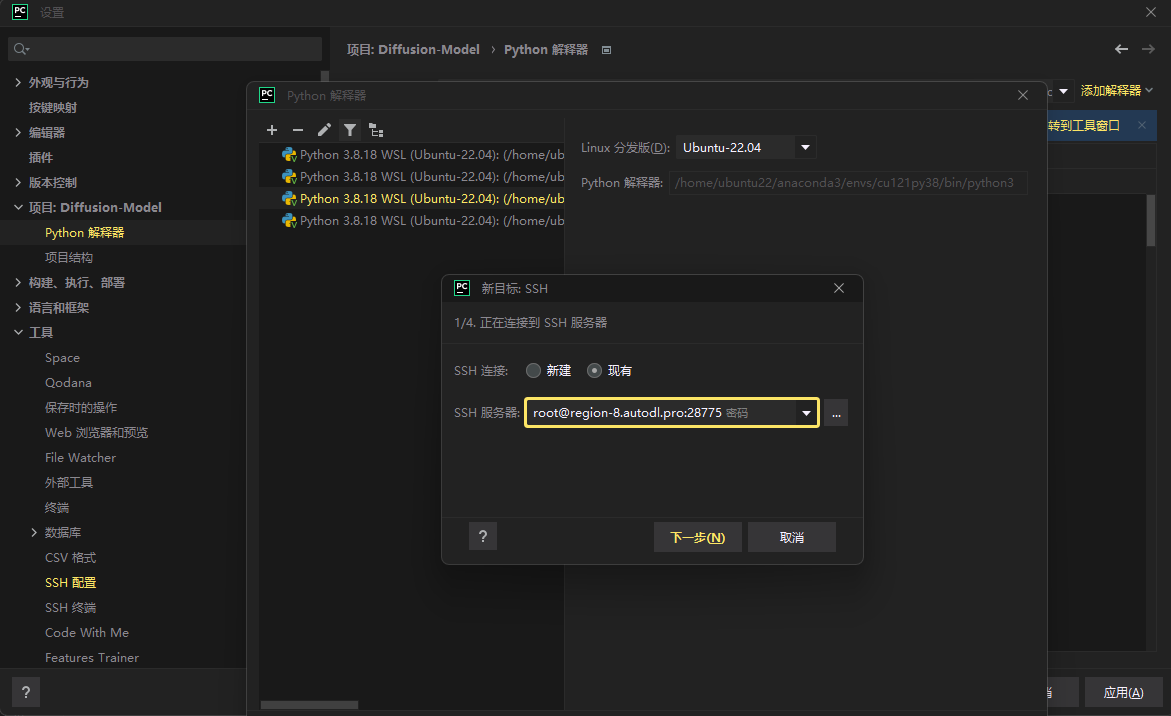 PC 设置
项目: Diffusion-Model › Python 解释器
外观与行为
按键映射
编辑器
插件
版本控制
项目: Diffusion-Model
Python 解释器
项目结构
构建、执行、部署
语言和框架
工具
Space
Qodana
保存时的操作
Web 浏览器和预览
File Watcher
外部工具
终端
数据库
CSV 格式
SSH 配置
SSH 终端
Code With Me
Features Trainer
?
添加解释器
转到工具窗口
PC Python 解释器
Python 3.8.18 WSL (Ubuntu-22.04): (/home/ub
Python 3.8.18 WSL (Ubuntu-22.04): (/home/ub
Python 3.8.18 WSL (Ubuntu-22.04): (/home/ub
Python 3.8.18 WSL (Ubuntu-22.04): (/home/ub
Linux 分发版(D): Ubuntu-22.04
Python 解释器: /home/ubuntu22/anaconda3/envs/cu121py38/bin/python3
PC 新目标: SSH
1/4. 正在连接到 SSH 服务器
SSH 连接: 新建 现有
SSH 服务器: root@region-8.autodl.pro:28775 密码 ...
? 下一步(N) 取消
应用(A)